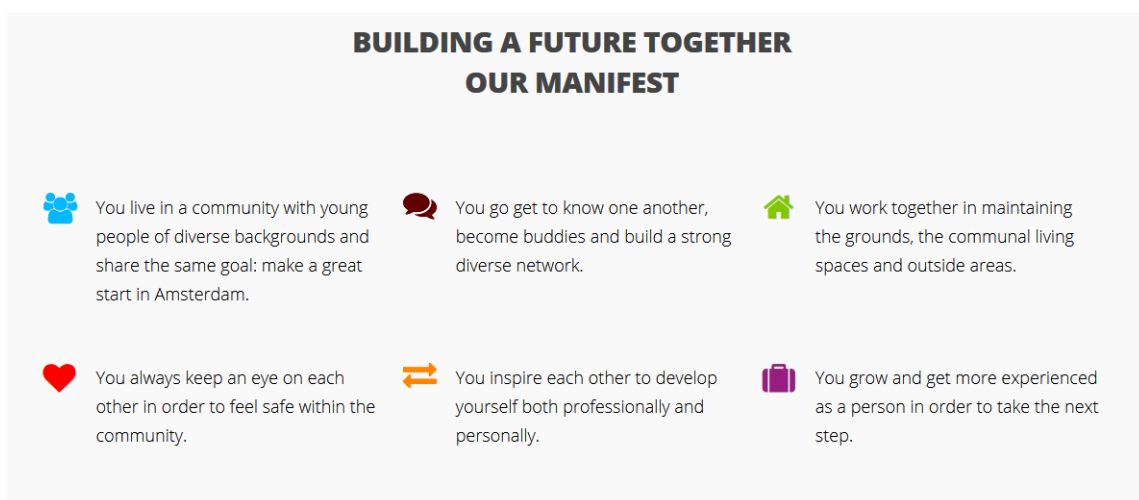 BUILDING A FUTURE TOGETHER
OUR MANIFEST
You live in a community with young
people of diverse backgrounds and
share the same goal: make a great
start in Amsterdam.
You go get to know one another,
become buddies and build a strong
diverse network.
You work together in maintaining
the grounds, the communal living
spaces and outside areas.
You always keep an eye on each
other in order to feel safe within the
community.
You inspire each other to develop
yourself both professionally and
personally.
You grow and get more experienced
as a person in order to take the next
step.